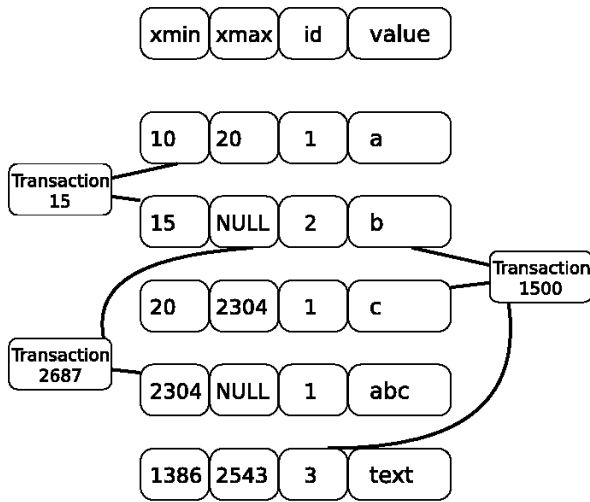 xmin xmax id value
10 20 1 a
Transaction
15
15 NULL 2 b
Transaction
1500
20 2304 1 c
Transaction
2687
2304 NULL 1 abc
1386 2543 3 text